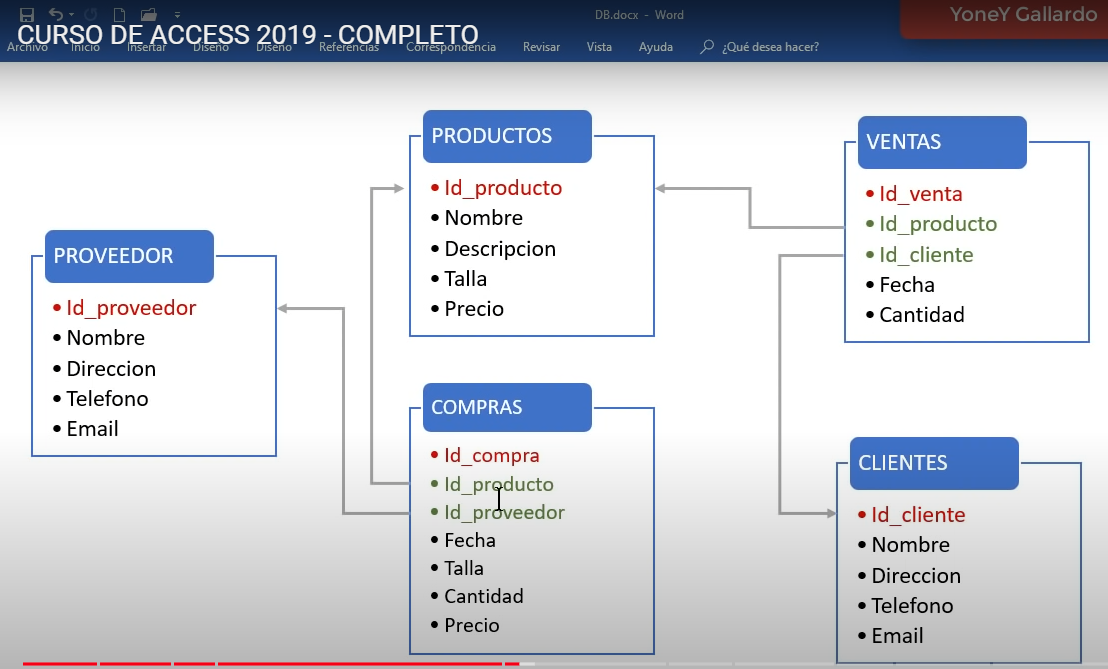 DB.docx - Word
YoneY Gallardo
CURSO DE ACCESS 2019 - COMPLETO
Archivo Inicio Insertar Diseño Diseño Referencias Correspondencia Revisar Vista Ayuda ¿Qué desea hacer?
PRODUCTOS
• Id_producto
• Nombre
• Descripcion
• Talla
• Precio
VENTAS
• Id_venta
• Id_producto
• Id_cliente
• Fecha
• Cantidad
PROVEEDOR
• Id_proveedor
• Nombre
• Direccion
• Telefono
• Email
COMPRAS
• Id_compra
• Id_producto
• Id_proveedor
• Fecha
• Talla
• Cantidad
• Precio
CLIENTES
• Id_cliente
• Nombre
• Direccion
• Telefono
• Email